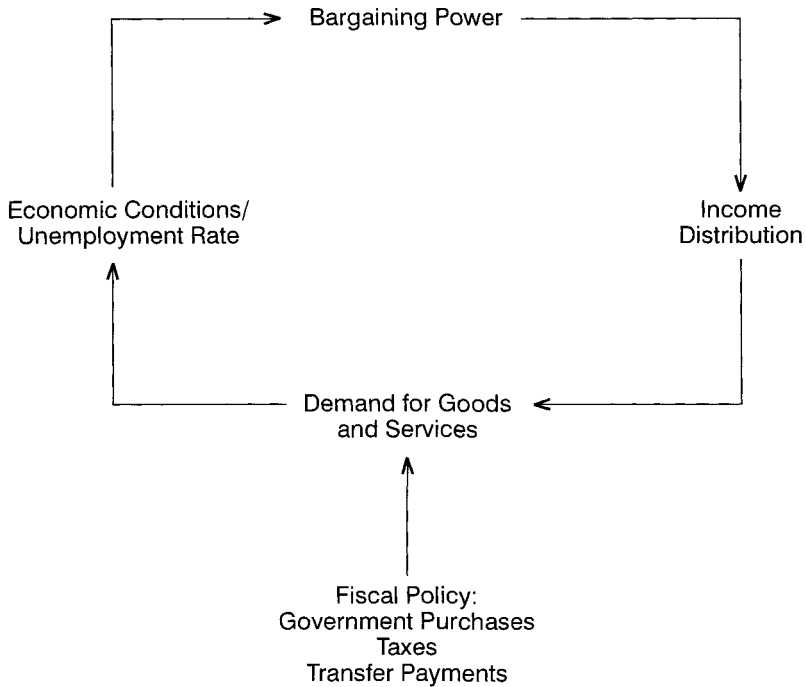 Bargaining Power
Economic Conditions/
Unemployment Rate
Income
Distribution
Demand for Goods
and Services
Fiscal Policy:
Government Purchases
Taxes
Transfer Payments